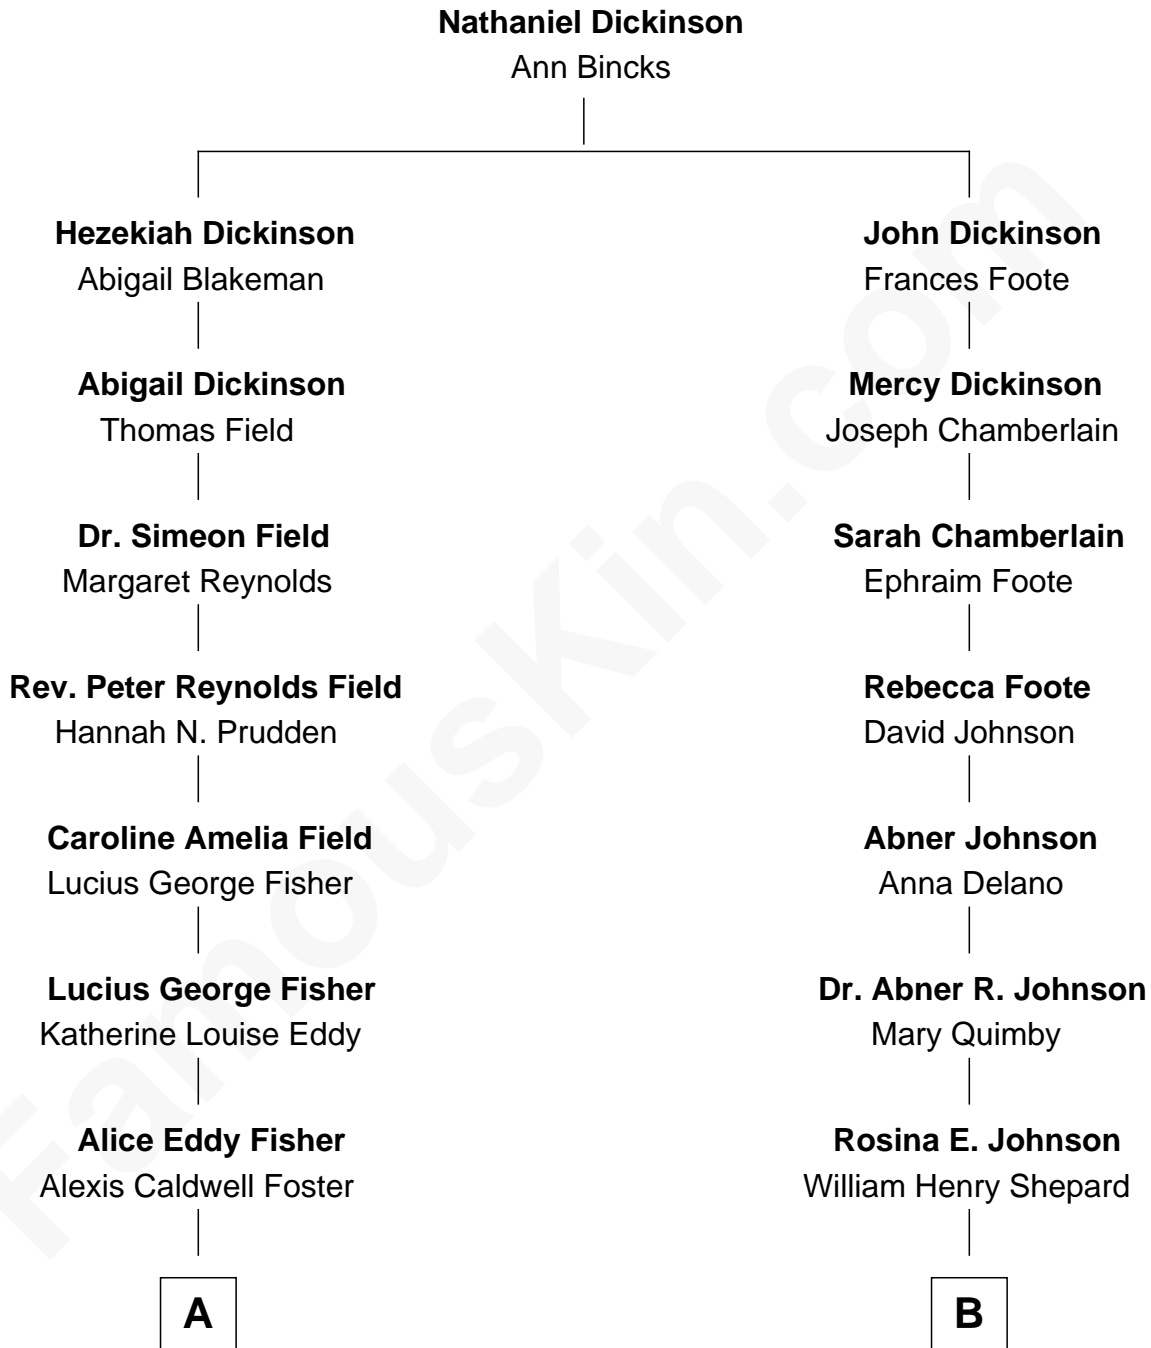 Nathaniel Dickinson
Ann Bincks
Hezekiah Dickinson
Abigail Blakeman
Abigail Dickinson
Thomas Field
Dr. Simeon Field
Margaret Reynolds
Rev. Peter Reynolds Field
Hannah N. Prudden
Caroline Amelia Field
Lucius George Fisher
Lucius George Fisher
Katherine Louise Eddy
Alice Eddy Fisher
Alexis Caldwell Foster
A
John Dickinson
Frances Foote
Mercy Dickinson
Joseph Chamberlain
Sarah Chamberlain
Ephraim Foote
Rebecca Foote
David Johnson
Abner Johnson
Anna Delano
Dr. Abner R. Johnson
Mary Quimby
Rosina E. Johnson
William Henry Shepard
B
FamousKin.com